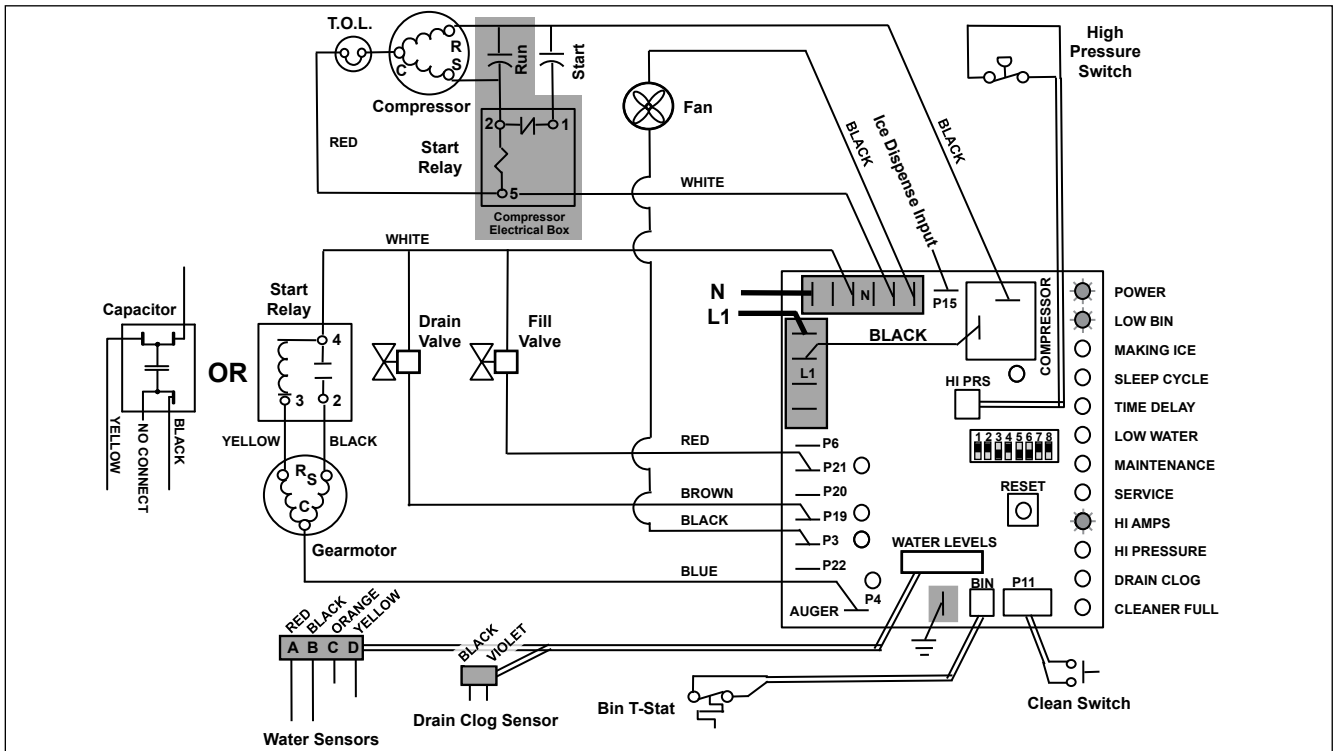 T.O.L.
R
S
C
Compressor
Run
Start
High
Pressure
Switch
Fan
2
1
RED
Start
Relay
5
Compressor
Electrical Box
WHITE
BLACK
Ice Dispense Input
BLACK
WHITE
Capacitor
Start
Relay
4
3
2
OR
Drain
Valve
Fill
Valve
N
L1
N
P15
COMPRESSOR
BLACK
L1
HI PRS
POWER
LOW BIN
MAKING ICE
SLEEP CYCLE
TIME DELAY
LOW WATER
MAINTENANCE
SERVICE
HI AMPS
HI PRESSURE
DRAIN CLOG
CLEANER FULL
1 2 3 4 5 6 7 8
RESET
YELLOW
NO CONNECT
BLACK
YELLOW
BLACK
R
S
C
Gearmotor
RED
BROWN
BLACK
BLUE
P6
P21
P20
P19
P3
P22
P4
AUGER
WATER LEVELS
BIN
P11
RED
BLACK
ORANGE
YELLOW
A B C D
Water Sensors
BLACK
VIOLET
Drain Clog Sensor
Bin T-Stat
Clean Switch